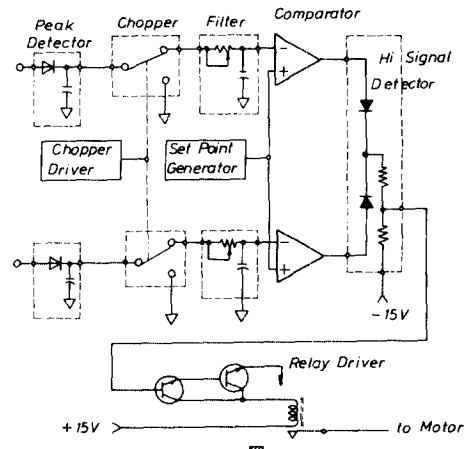 Comparator
Peak
Detector
Chopper
Filter
Hi Signal
Detector
Chopper
Driver
Set Point
Generator
−
+
−
+
−15V
Relay Driver
+15V
to Motor